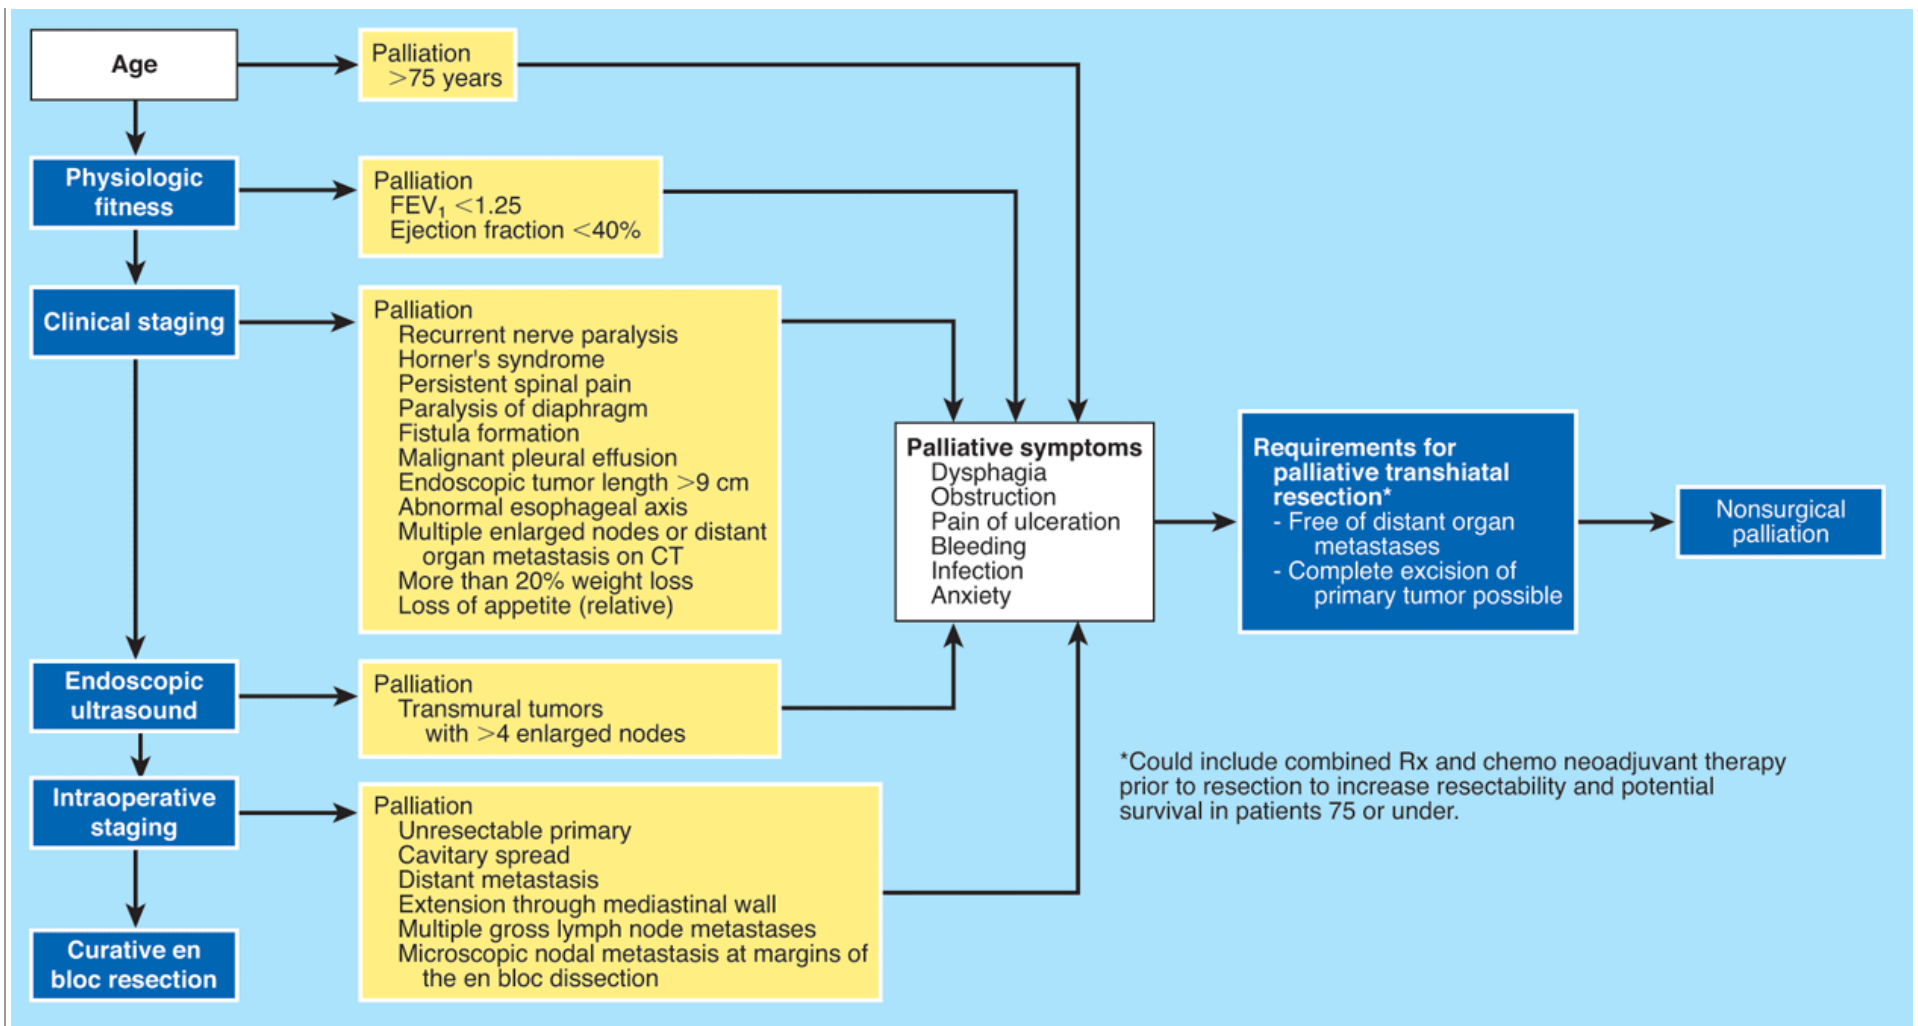 Age
Palliation
>75 years
Physiologic
fitness
Palliation
FEV₁ <1.25
Ejection fraction <40%
Clinical staging
Palliation
Recurrent nerve paralysis
Horner's syndrome
Persistent spinal pain
Paralysis of diaphragm
Fistula formation
Malignant pleural effusion
Endoscopic tumor length >9 cm
Abnormal esophageal axis
Multiple enlarged nodes or distant
organ metastasis on CT
More than 20% weight loss
Loss of appetite (relative)
Endoscopic
ultrasound
Palliation
Transmural tumors
with >4 enlarged nodes
Intraoperative
staging
Palliation
Unresectable primary
Cavitary spread
Distant metastasis
Extension through mediastinal wall
Multiple gross lymph node metastases
Microscopic nodal metastasis at margins of
the en bloc dissection
Curative en
bloc resection
Palliative symptoms
Dysphagia
Obstruction
Pain of ulceration
Bleeding
Infection
Anxiety
Requirements for
palliative transhiatal
resection*
- Free of distant organ
metastases
- Complete excision of
primary tumor possible
Nonsurgical
palliation
*Could include combined Rx and chemo neoadjuvant therapy
prior to resection to increase resectability and potential
survival in patients 75 or under.